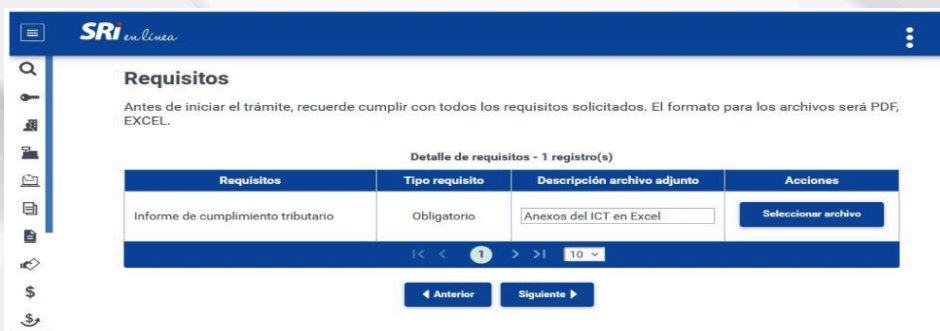 SRi en línea
Requisitos
Antes de iniciar el trámite, recuerde cumplir con todos los requisitos solicitados. El formato para los archivos será PDF,
EXCEL.
Detalle de requisitos - 1 registro(s)
Requisitos Tipo requisito Descripción archivo adjunto Acciones
Informe de cumplimiento tributario Obligatorio Anexos del ICT en Excel Seleccionar archivo
1 10
Anterior Siguiente